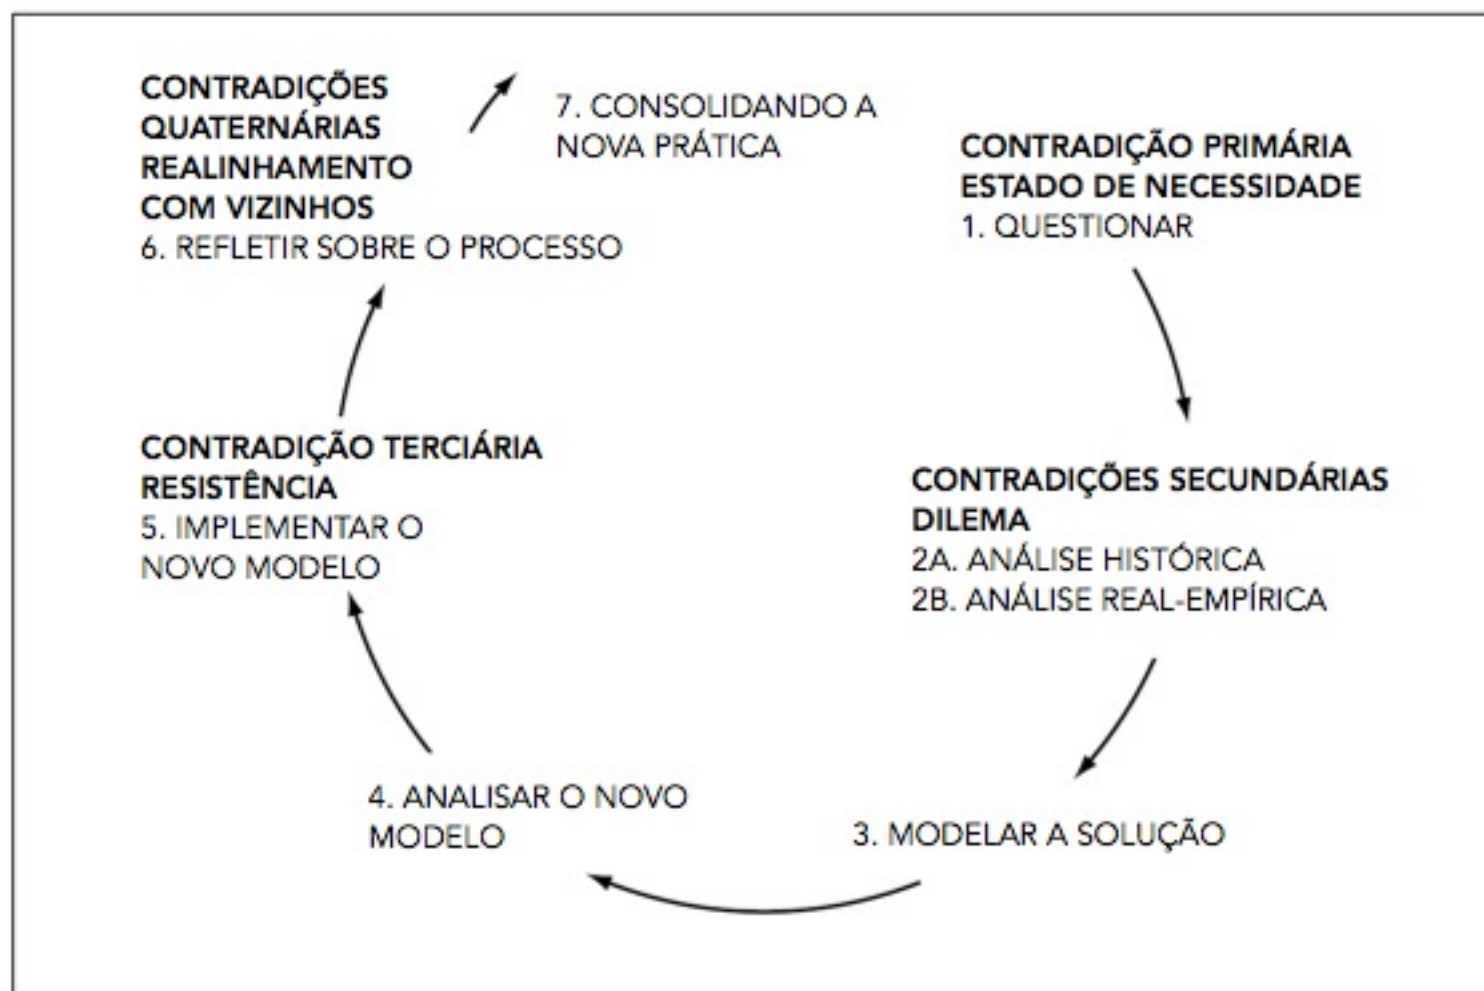 CONTRADIÇÃO PRIMÁRIA
ESTADO DE NECESSIDADE
1. QUESTIONAR
CONTRADIÇÕES SECUNDÁRIAS
DILEMA
2A. ANÁLISE HISTÓRICA
2B. ANÁLISE REAL-EMPÍRICA
3. MODELAR A SOLUÇÃO
4. ANALISAR O NOVO
MODELO
CONTRADIÇÃO TERCIÁRIA
RESISTÊNCIA
5. IMPLEMENTAR O
NOVO MODELO
CONTRADIÇÕES
QUATERNÁRIAS
REALINHAMENTO
COM VIZINHOS
6. REFLETIR SOBRE O PROCESSO
7. CONSOLIDANDO A
NOVA PRÁTICA